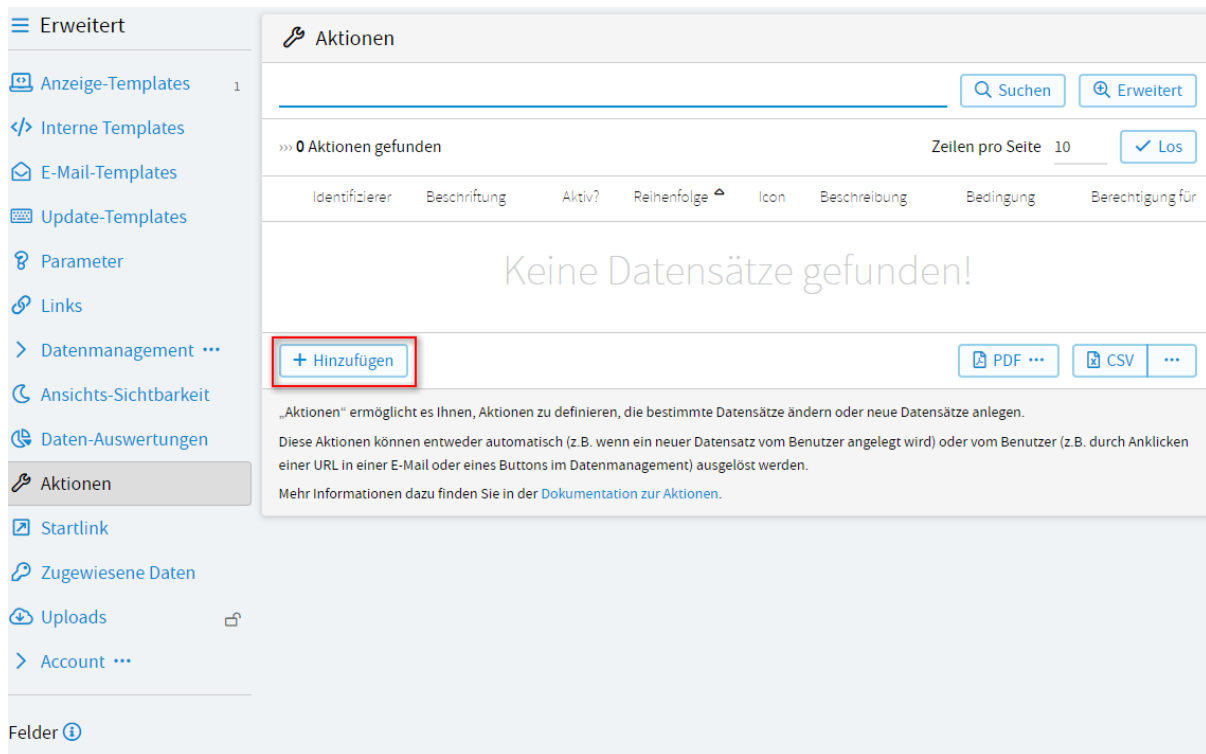 Erweitert
Anzeige-Templates 1
Interne Templates
E-Mail-Templates
Update-Templates
Parameter
Links
Datenmanagement ···
Ansichts-Sichtbarkeit
Daten-Auswertungen
Aktionen
Startlink
Zugewiesene Daten
Uploads
Account ···
Felder
Aktionen
Suchen Erweitert
››› 0 Aktionen gefunden Zeilen pro Seite 10 Los
Identifizierer Beschriftung Aktiv? Reihenfolge Icon Beschreibung Bedingung Berechtigung für
Keine Datensätze gefunden!
+ Hinzufügen PDF ··· CSV ···
„Aktionen“ ermöglicht es Ihnen, Aktionen zu definieren, die bestimmte Datensätze ändern oder neue Datensätze anlegen.
Diese Aktionen können entweder automatisch (z.B. wenn ein neuer Datensatz vom Benutzer angelegt wird) oder vom Benutzer (z.B. durch Anklicken
einer URL in einer E-Mail oder eines Buttons im Datenmanagement) ausgelöst werden.
Mehr Informationen dazu finden Sie in der Dokumentation zur Aktionen.